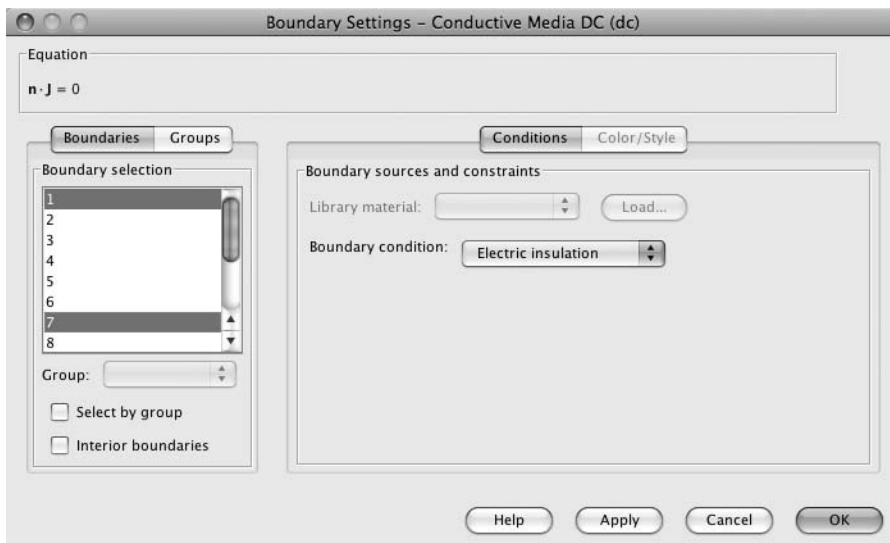 Boundary Settings – Conductive Media DC (dc)
Equation
n · J = 0
Boundaries Groups
Conditions Color/Style
Boundary selection
1
2
3
4
5
6
7
8
Group:
Select by group
Interior boundaries
Boundary sources and constraints
Library material: Load...
Boundary condition: Electric insulation
Help Apply Cancel OK